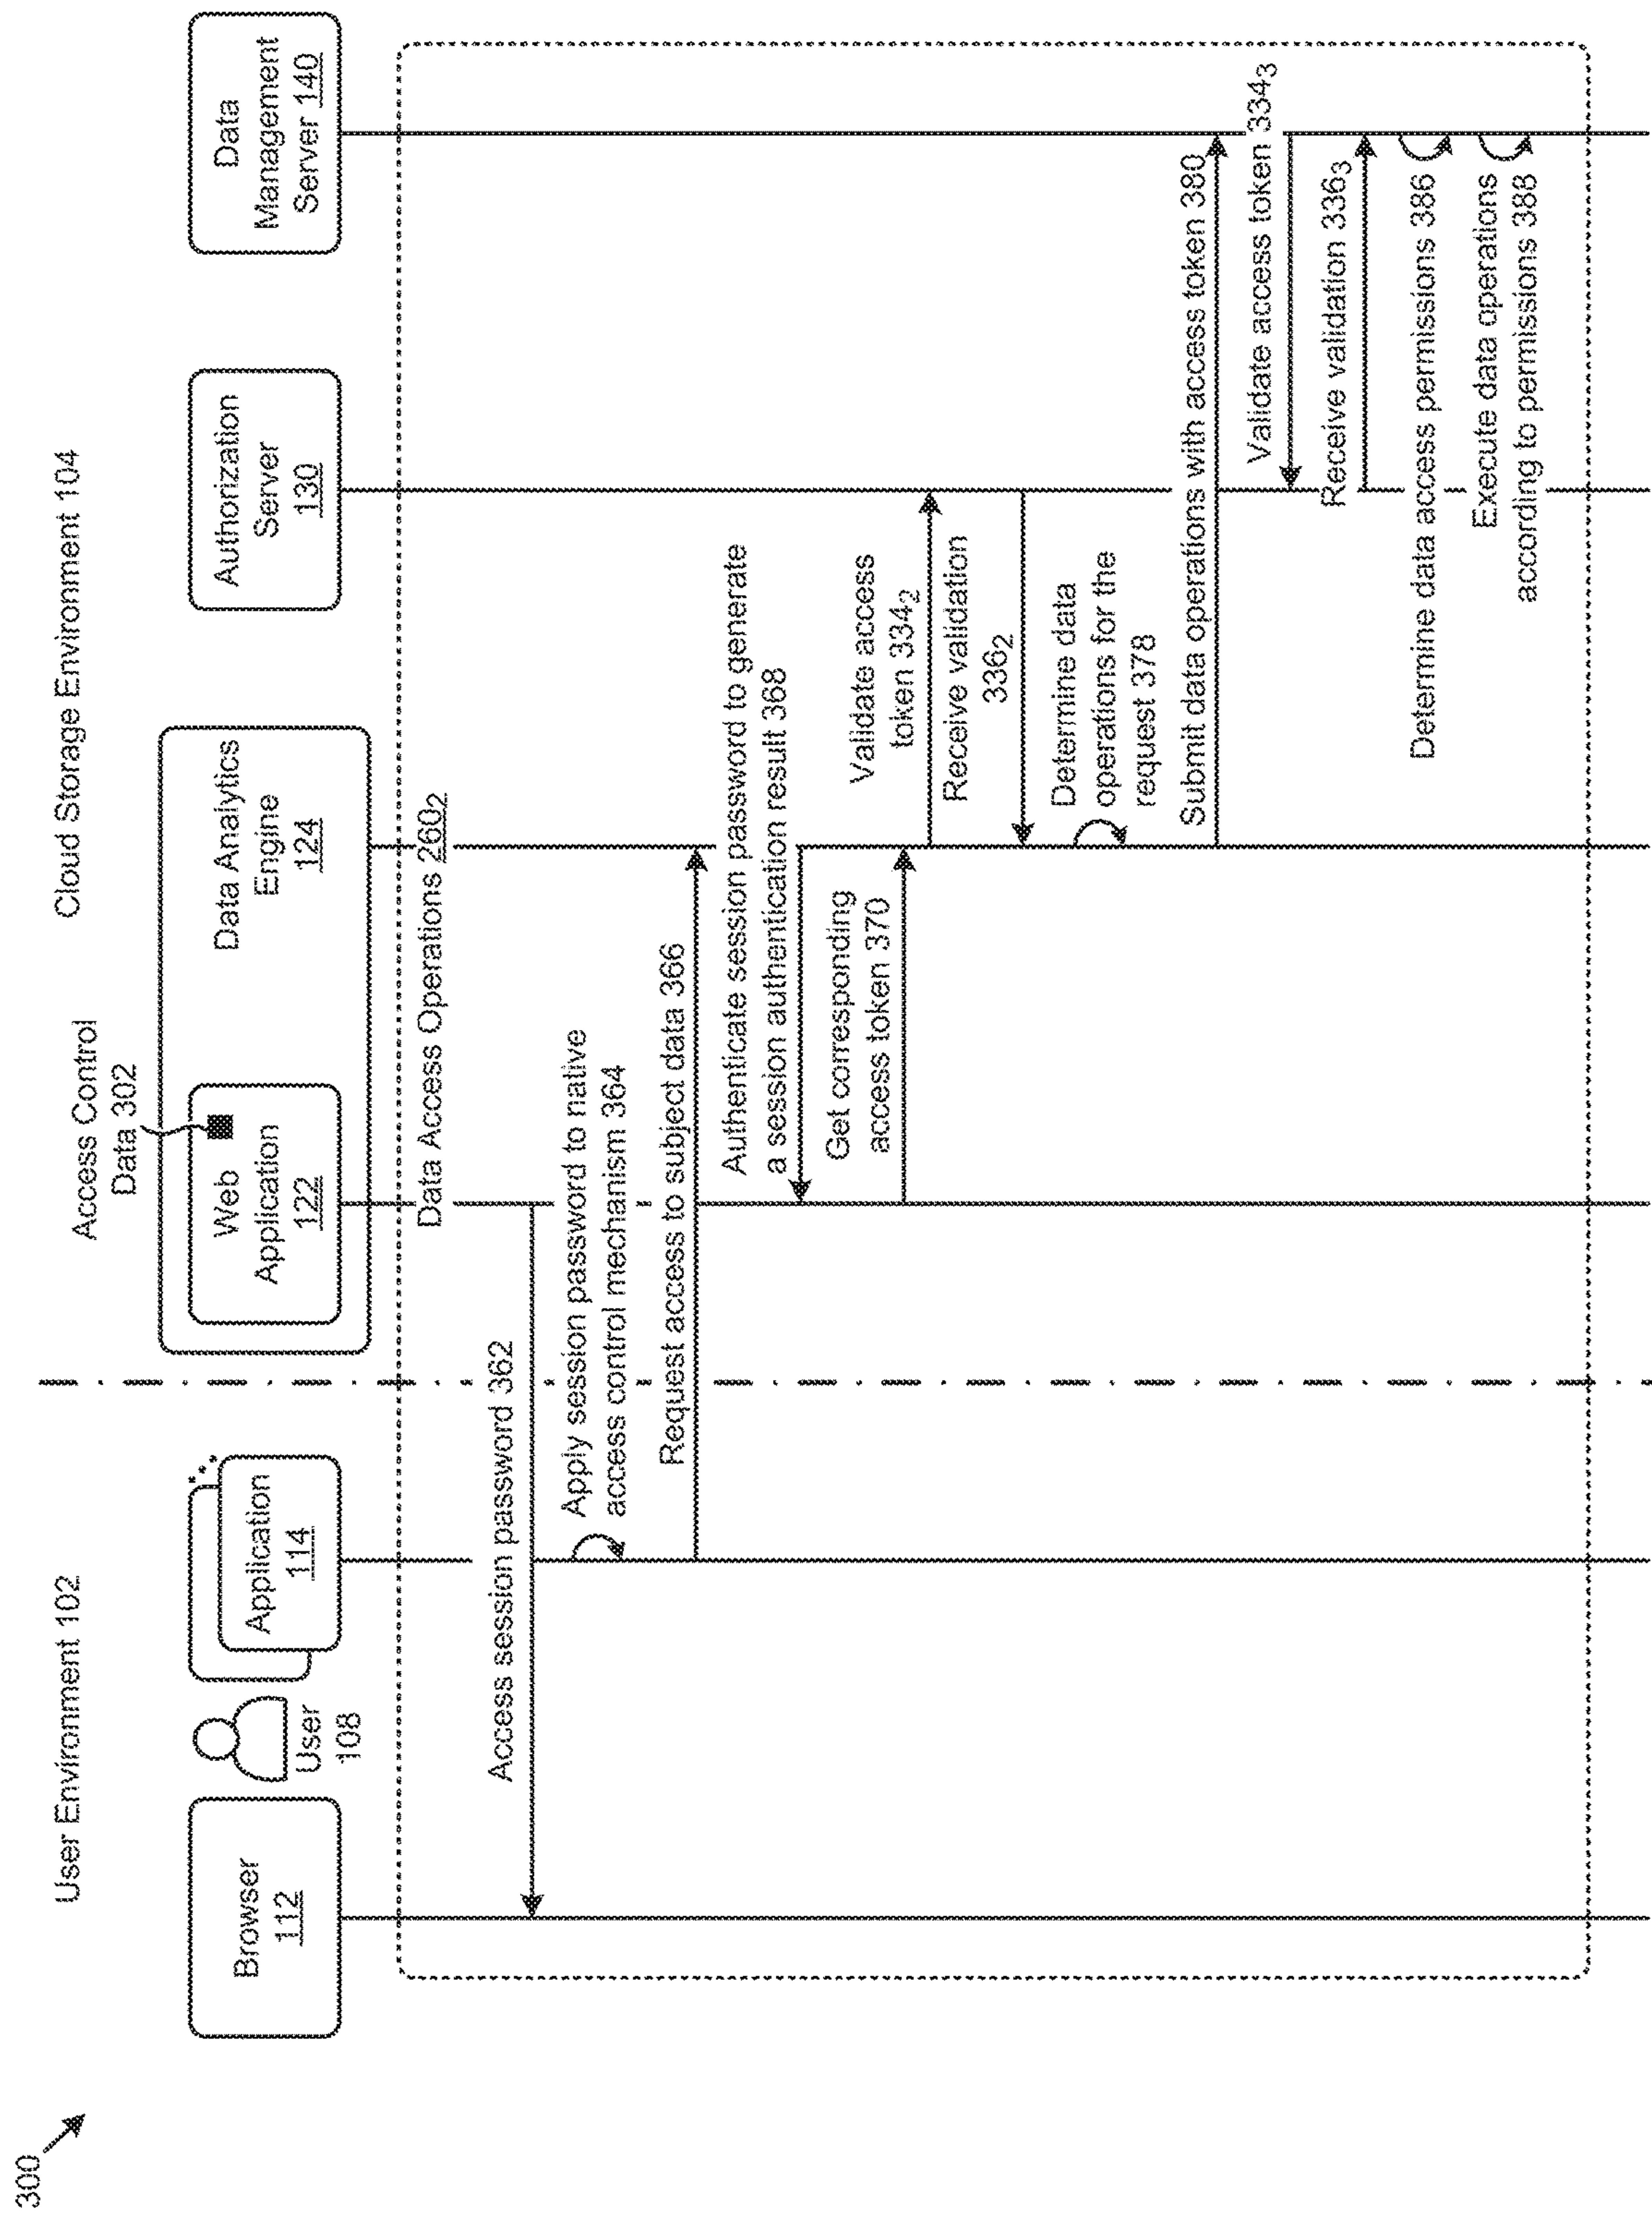 300
User Environment 102
Cloud Storage Environment 104
Access Control
Data 302
Browser
112
User
108
Application
114
Web
Application
122
Data Analytics
Engine
124
Authorization
Server
130
Data
Management
Server 140
Data Access Operations 260₂
Access session password 362
Apply session password to native
access control mechanism 364
Request access to subject data 366
Authenticate session password to generate
a session authentication result 368
Get corresponding
access token 370
Validate access
token 334₂
Receive validation
336₂
Determine data
operations for the
request 378
Submit data operations with access token 380
Validate access token 334₃
Receive validation 336₃
Determine data access permissions 386
Execute data operations
according to permissions 388